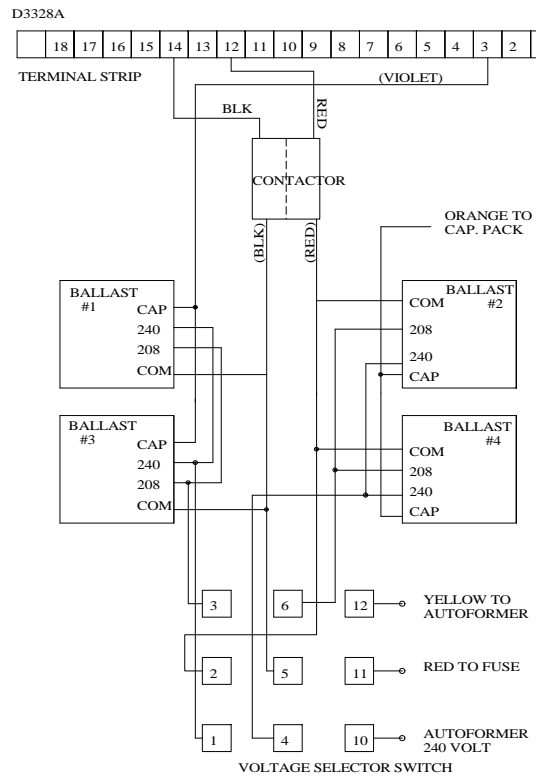 D3328A
18 17 16 15 14 13 12 11 10 9 8 7 6 5 4 3 2
TERMINAL STRIP
(VIOLET)
BLK
RED
CONTACTOR
(BLK)
(RED)
ORANGE TO
CAP. PACK
BALLAST
#1
CAP
240
208
COM
BALLAST
#2
COM
208
240
CAP
BALLAST
#3
CAP
240
208
COM
BALLAST
#4
COM
208
240
CAP
3
6
12
YELLOW TO
AUTOFORMER
2
5
11
RED TO FUSE
1
4
10
AUTOFORMER
240 VOLT
VOLTAGE SELECTOR SWITCH